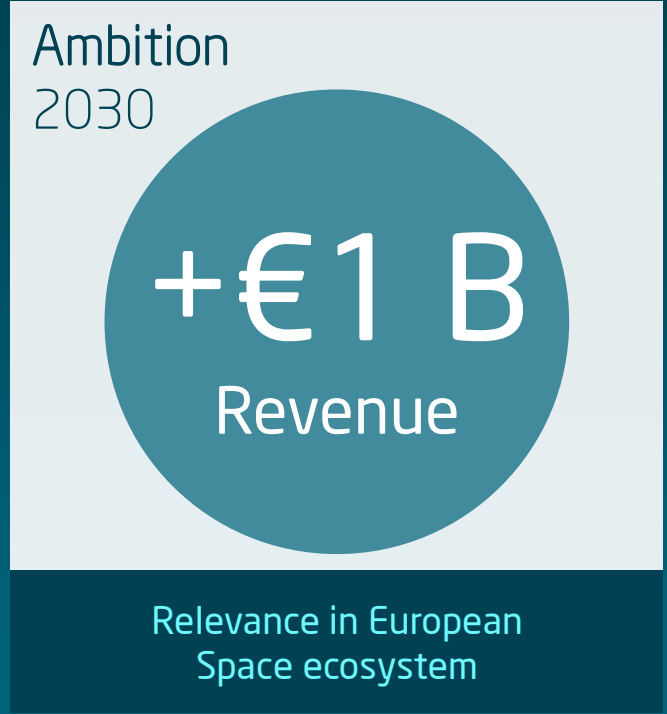 Ambition
2030
+€1 B
Revenue
Relevance in European
Space ecosystem